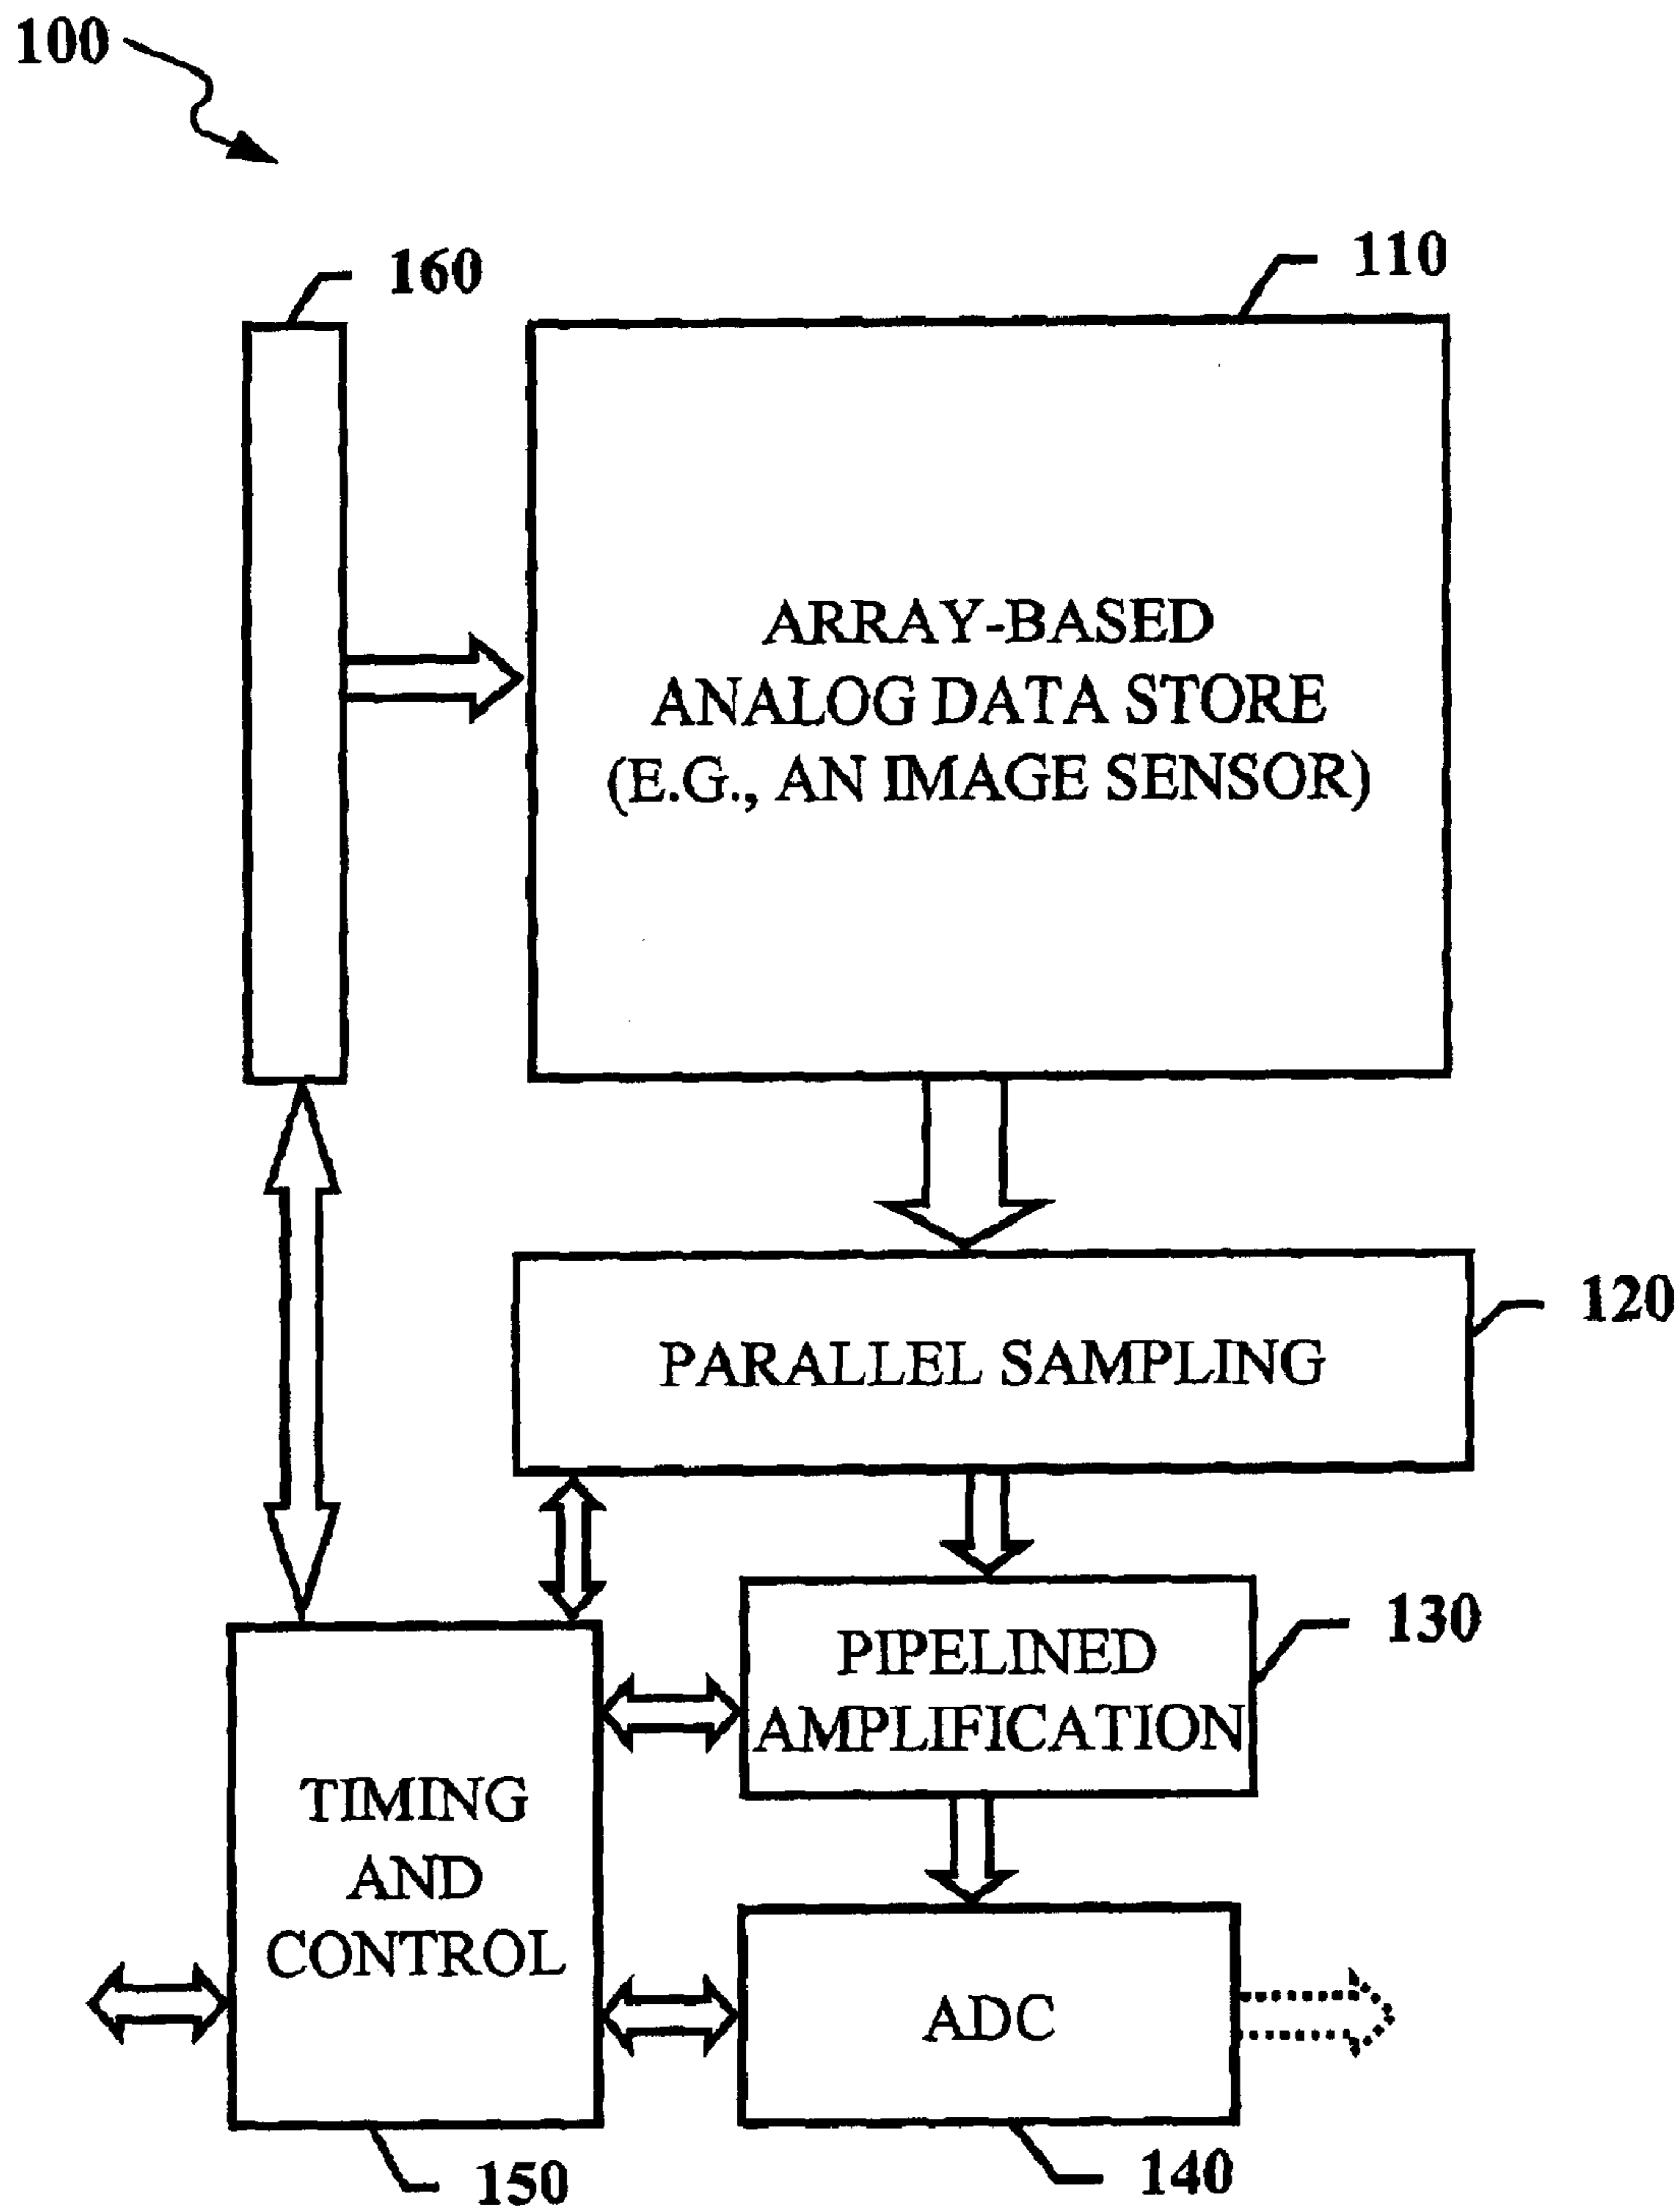 100
160
110
ARRAY-BASED
ANALOG DATA STORE
(E.G., AN IMAGE SENSOR)
120
PARALLEL SAMPLING
130
PIPELINED
AMPLIFICATION
TIMING
AND
CONTROL
ADC
150
140